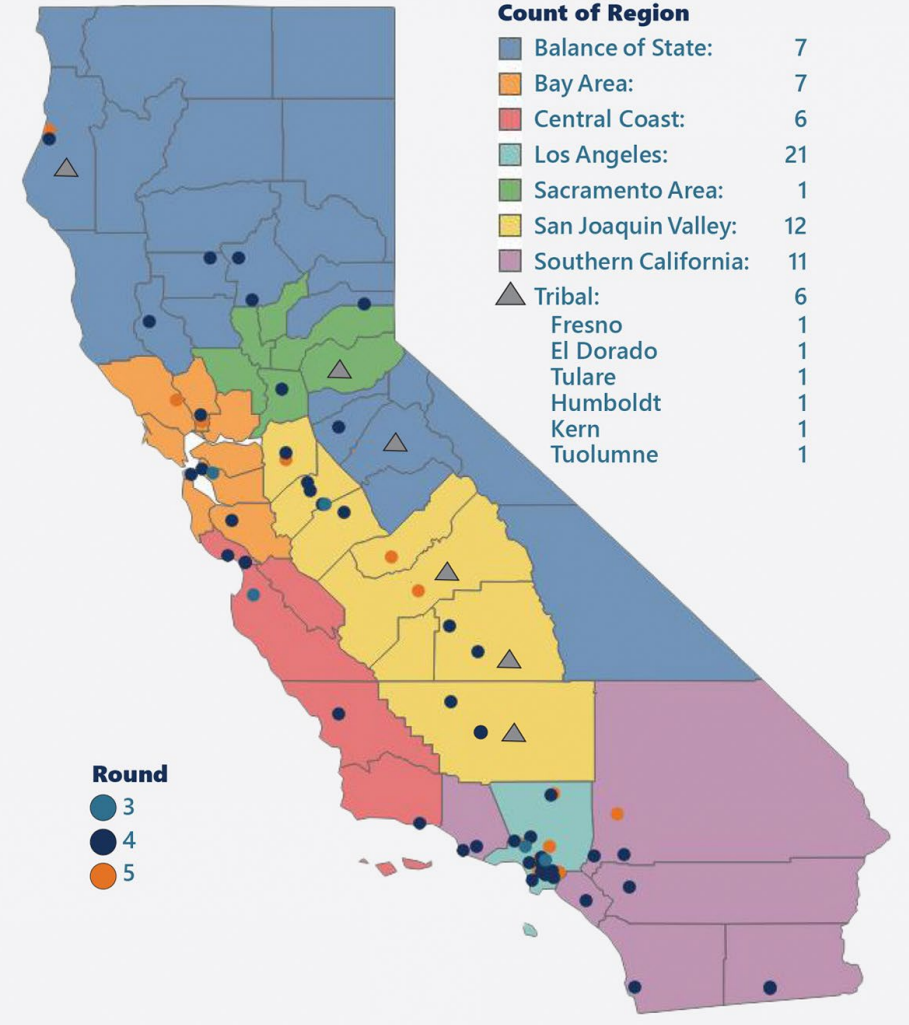 Count of Region
Balance of State: 7
Bay Area: 7
Central Coast: 6
Los Angeles: 21
Sacramento Area: 1
San Joaquin Valley: 12
Southern California: 11
Tribal: 6
Fresno 1
El Dorado 1
Tulare 1
Humboldt 1
Kern 1
Tuolumne 1
Round
3
4
5